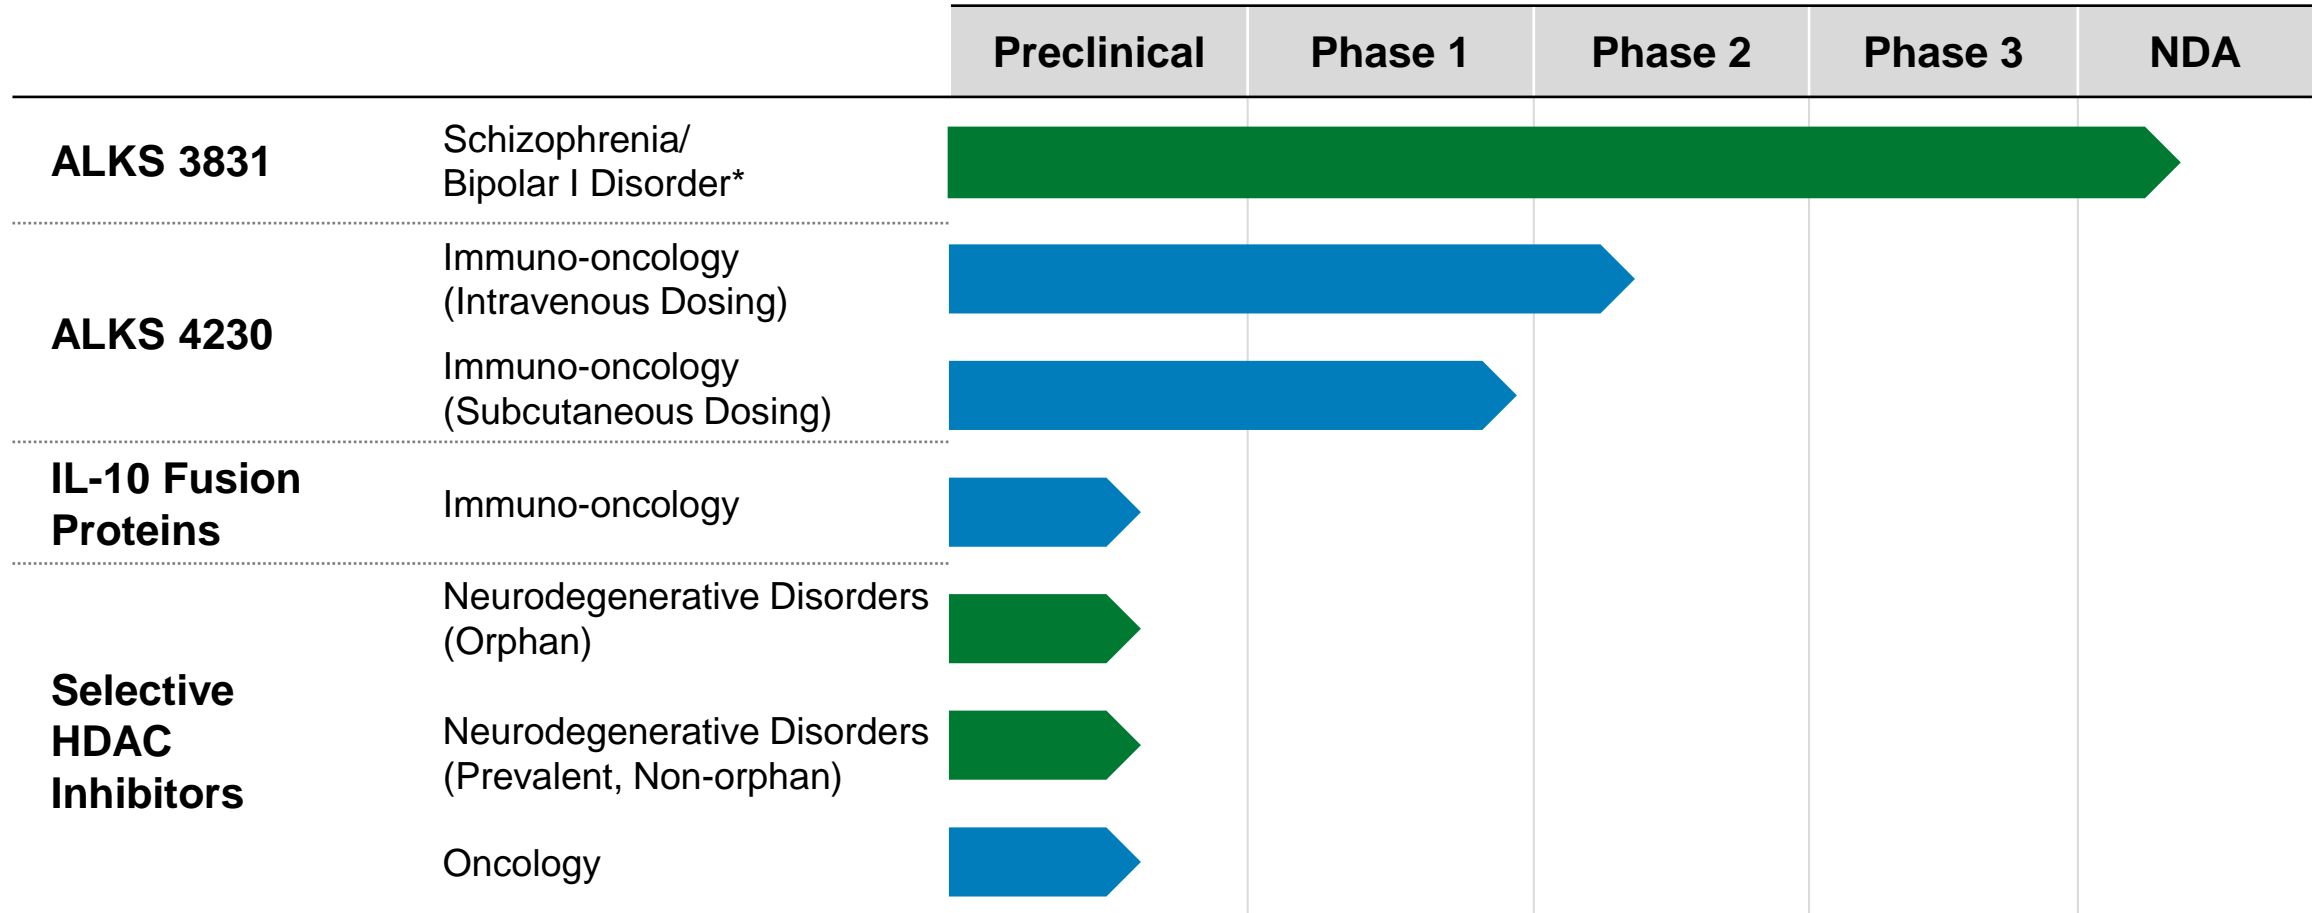 Preclinical Phase 1 Phase 2 Phase 3 NDA
ALKS 3831
Schizophrenia/
Bipolar I Disorder*
ALKS 4230
Immuno-oncology
(Intravenous Dosing)
Immuno-oncology
(Subcutaneous Dosing)
IL-10 Fusion
Proteins
Immuno-oncology
Selective
HDAC
Inhibitors
Neurodegenerative Disorders
(Orphan)
Neurodegenerative Disorders
(Prevalent, Non-orphan)
Oncology